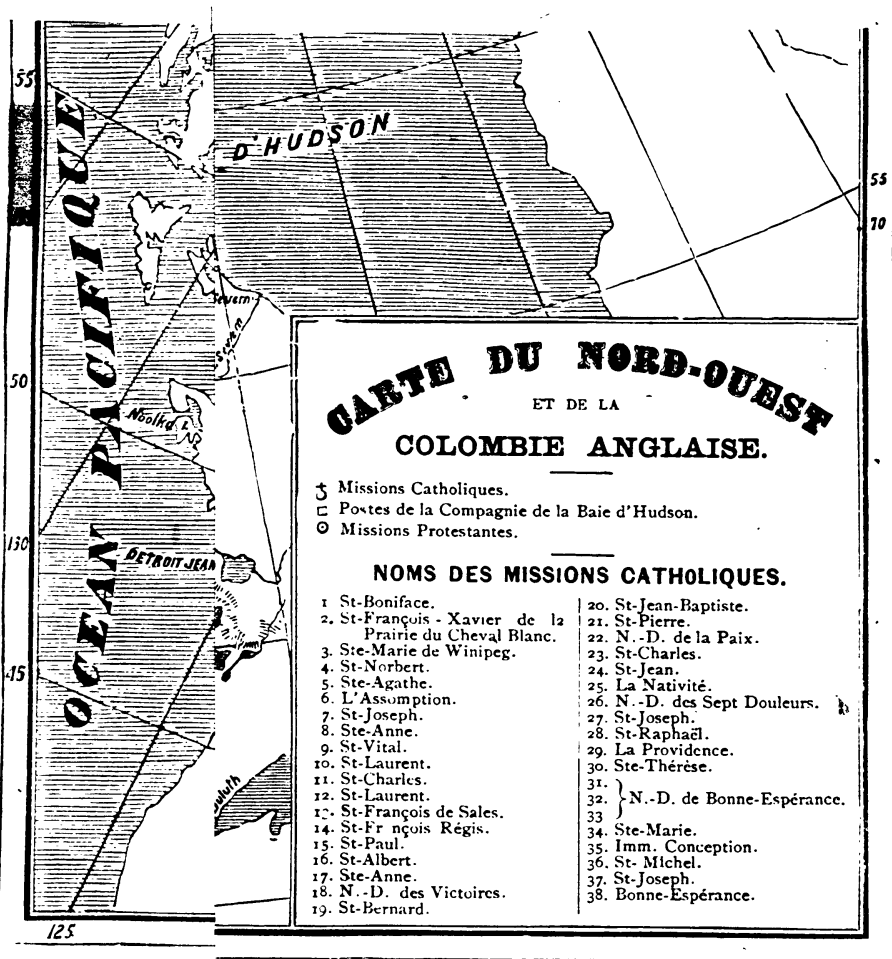 55
OCEAN PACIFIQUE
D'HUDSON
55
70
Severn
Severn
50
Nootka
130
DETROIT JEAN
45
Duluth
125
CARTE DU NORD-OUEST
ET DE LA
COLOMBIE ANGLAISE.
Missions Catholiques.
Postes de la Compagnie de la Baie d'Hudson.
Missions Protestantes.
NOMS DES MISSIONS CATHOLIQUES.
1 St-Boniface.
2. St-François - Xavier de la
Prairie du Cheval Blanc.
3. Ste-Marie de Winipeg.
4. St-Norbert.
5. Ste-Agathe.
6. L'Assomption.
7. St-Joseph.
8. Ste-Anne.
9. St-Vital.
10. St-Laurent.
11. St-Charles.
12. St-Laurent.
13. St-François de Sales.
14. St-Fr nçois Régis.
15. St-Paul.
16. St-Albert.
17. Ste-Anne.
18. N.-D. des Victoires.
19. St-Bernard.
20. St-Jean-Baptiste.
21. St-Pierre.
22. N.-D. de la Paix.
23. St-Charles.
24. St-Jean.
25. La Nativité.
26. N.-D. des Sept Douleurs.
27. St-Joseph.
28. St-Raphaël.
29. La Providence.
30. Ste-Thérèse.
31.
32. N.-D. de Bonne-Espérance.
33
34. Ste-Marie.
35. Imm. Conception.
36. St- Michel.
37. St-Joseph.
38. Bonne-Espérance.